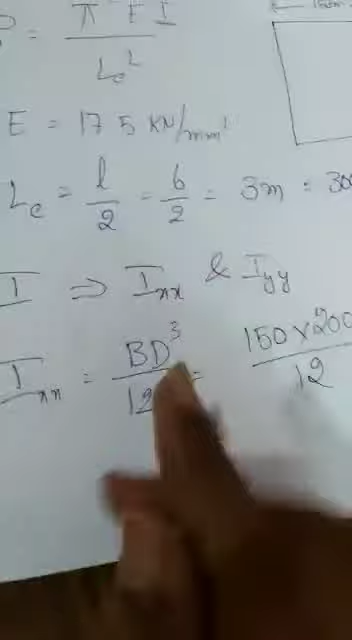 = π² E I / Le²
E = 17.5 KN/mm²
Le = l/2 = 6/2 = 3m = 300
I ⇒ Ixx & Iyy
Ixx = BD³/12 = 150×200/12